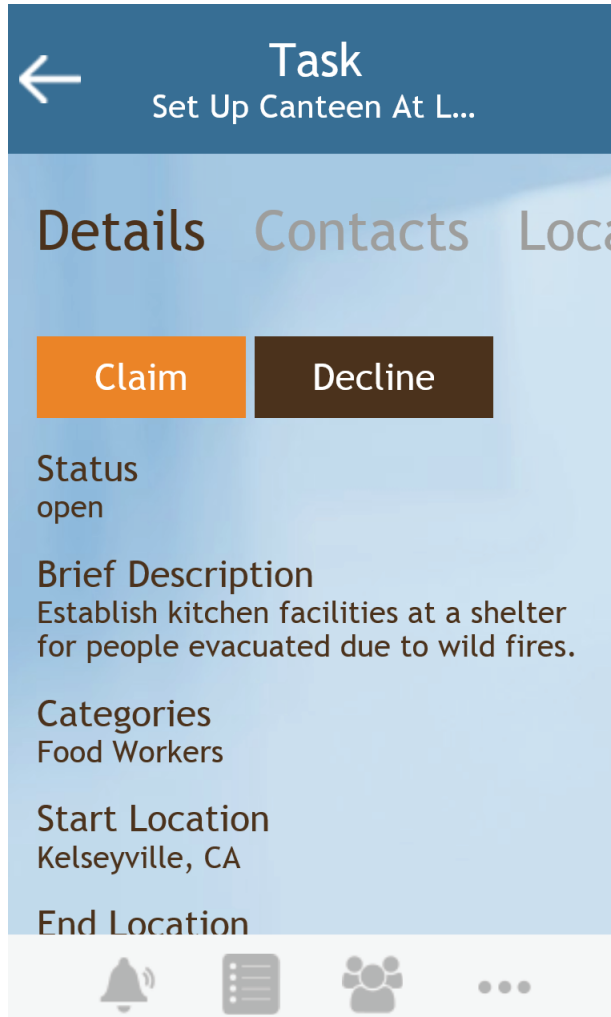 Task
Set Up Canteen At L...
Details Contacts Loca
Claim Decline
Status
open
Brief Description
Establish kitchen facilities at a shelter
for people evacuated due to wild fires.
Categories
Food Workers
Start Location
Kelseyville, CA
End Location